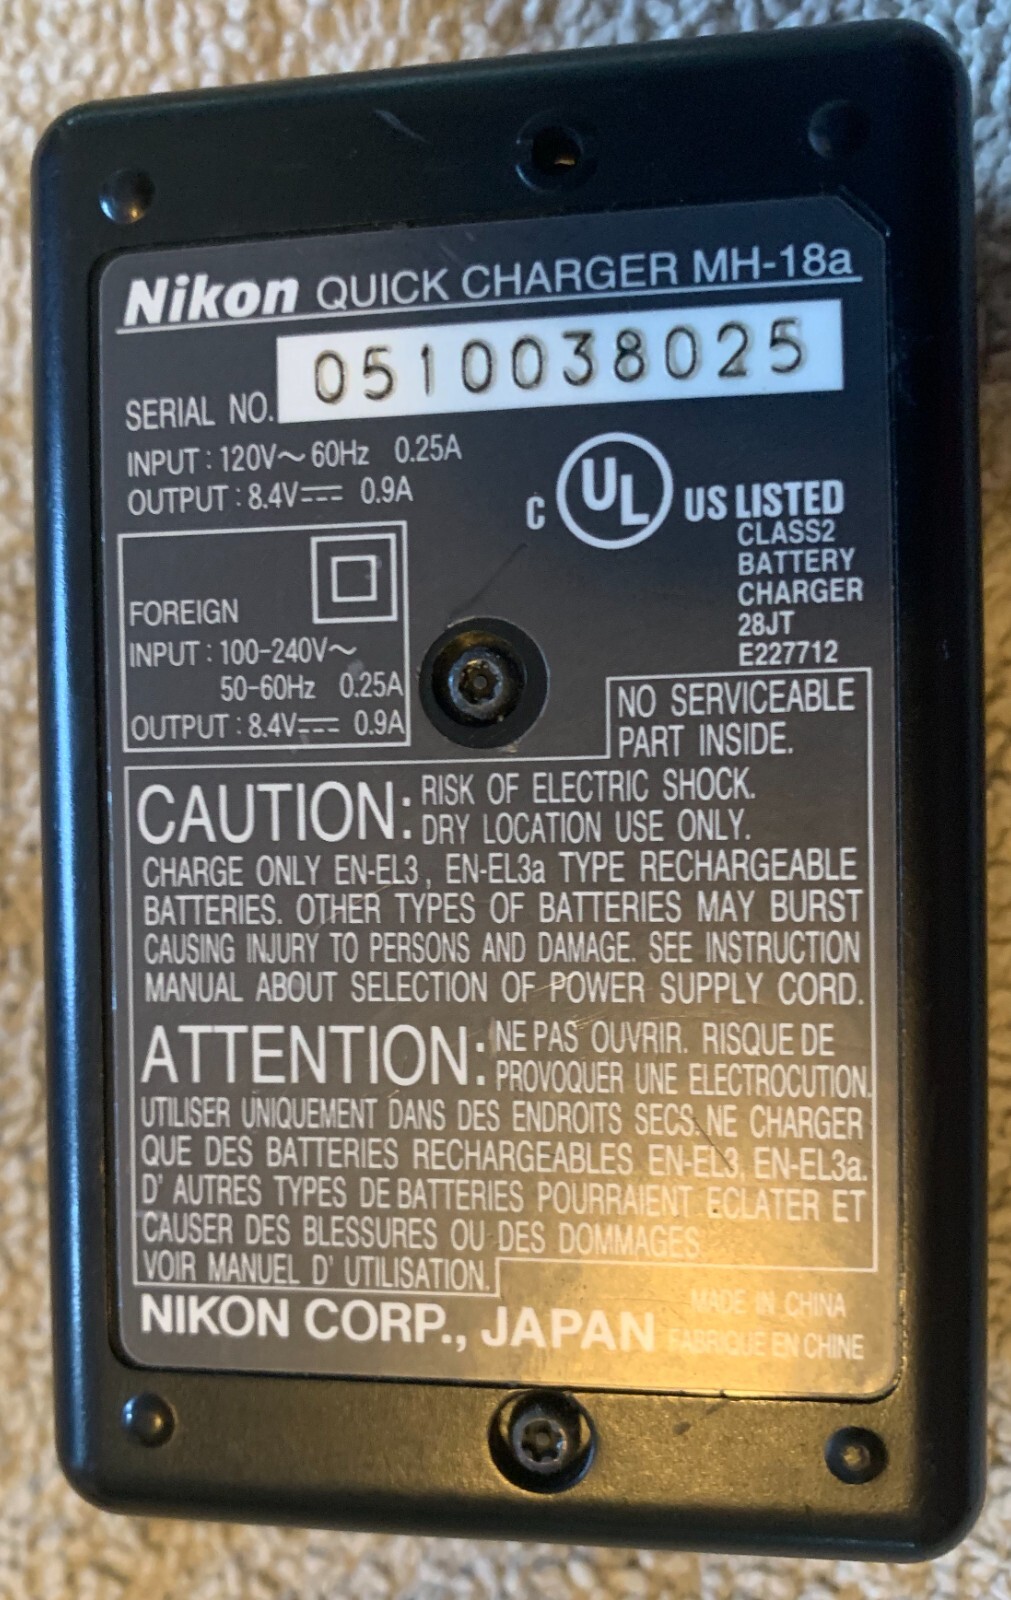 Nikon QUICK CHARGER MH-18a
SERIAL NO. 0510038025
INPUT : 120V~ 60Hz 0.25A
OUTPUT : 8.4V⎓ 0.9A
C UL US LISTED
CLASS2
BATTERY
CHARGER
28JT
E227712
FOREIGN
INPUT : 100-240V~
50-60Hz 0.25A
OUTPUT : 8.4V⎓ 0.9A
NO SERVICEABLE
PART INSIDE.
CAUTION: RISK OF ELECTRIC SHOCK.
DRY LOCATION USE ONLY.
CHARGE ONLY EN-EL3, EN-EL3a TYPE RECHARGEABLE
BATTERIES. OTHER TYPES OF BATTERIES MAY BURST
CAUSING INJURY TO PERSONS AND DAMAGE. SEE INSTRUCTION
MANUAL ABOUT SELECTION OF POWER SUPPLY CORD.
ATTENTION: NE PAS OUVRIR. RISQUE DE
PROVOQUER UNE ELECTROCUTION.
UTILISER UNIQUEMENT DANS DES ENDROITS SECS. NE CHARGER
QUE DES BATTERIES RECHARGEABLES EN-EL3, EN-EL3a.
D' AUTRES TYPES DE BATTERIES POURRAIENT ECLATER ET
CAUSER DES BLESSURES OU DES DOMMAGES.
VOIR MANUEL D' UTILISATION.
NIKON CORP., JAPAN
MADE IN CHINA
FABRIQUE EN CHINE